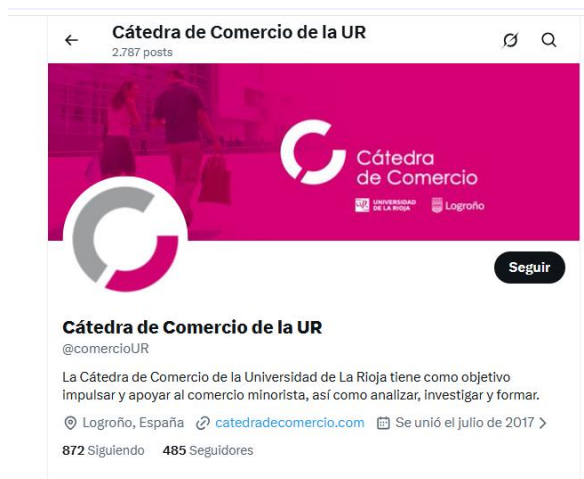 Cátedra de Comercio de la UR
2.787 posts
Cátedra
de Comercio
UNIVERSIDAD
DE LA RIOJA
Logroño
Seguir
Cátedra de Comercio de la UR
@comercioUR
La Cátedra de Comercio de la Universidad de La Rioja tiene como objetivo
impulsar y apoyar al comercio minorista, así como analizar, investigar y formar.
Logroño, España catedradecomercio.com Se unió el julio de 2017
872 Siguiendo 485 Seguidores